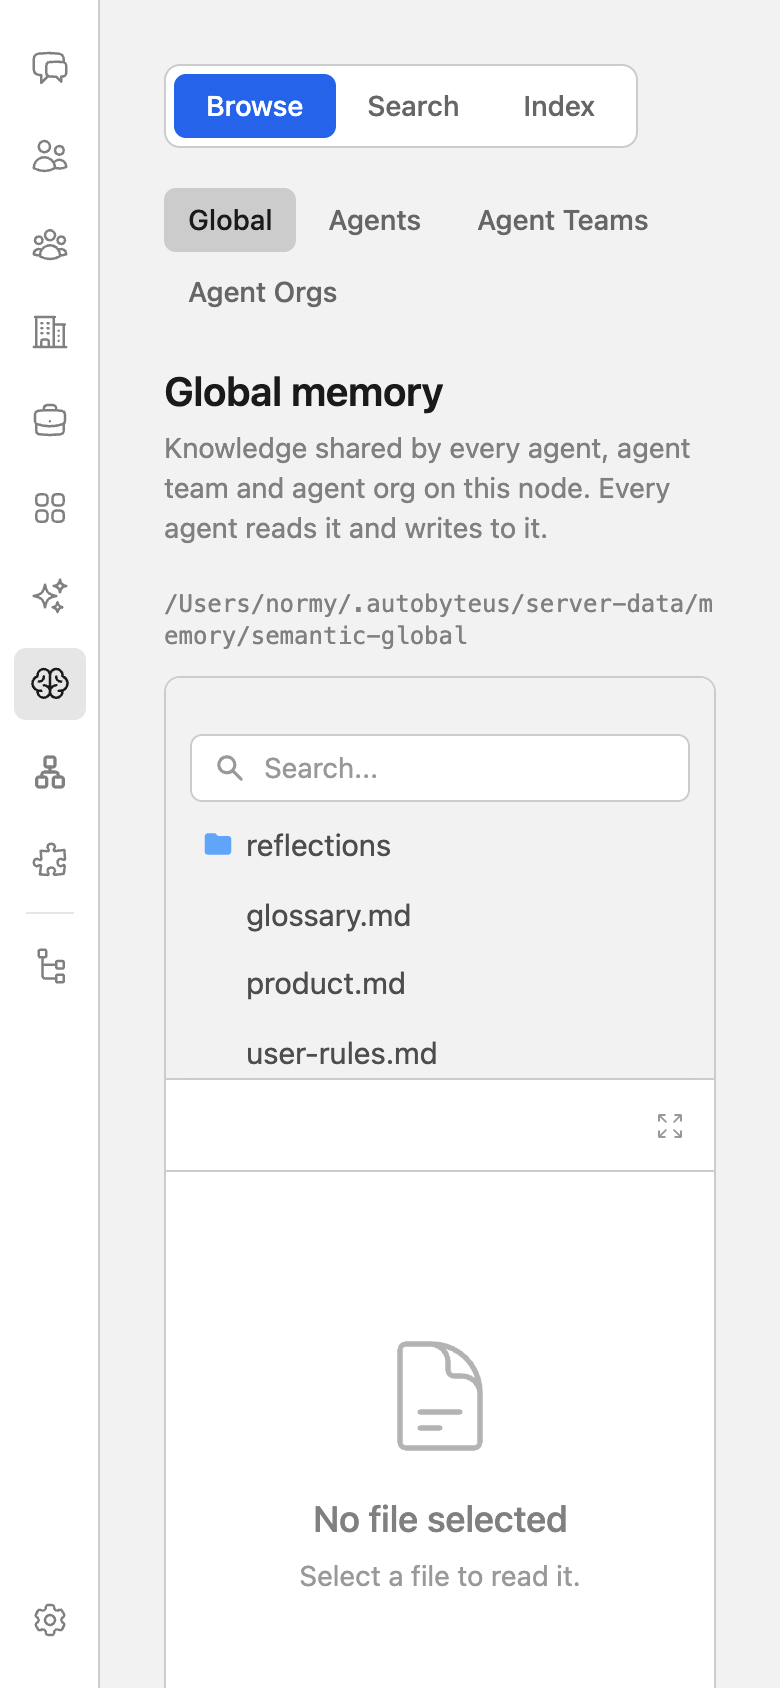 Browse Search Index
Global Agents Agent Teams
Agent Orgs
Global memory
Knowledge shared by every agent, agent
team and agent org on this node. Every
agent reads it and writes to it.
/Users/normy/.autobyteus/server-data/m
emory/semantic-global
Search...
reflections
glossary.md
product.md
user-rules.md
No file selected
Select a file to read it.